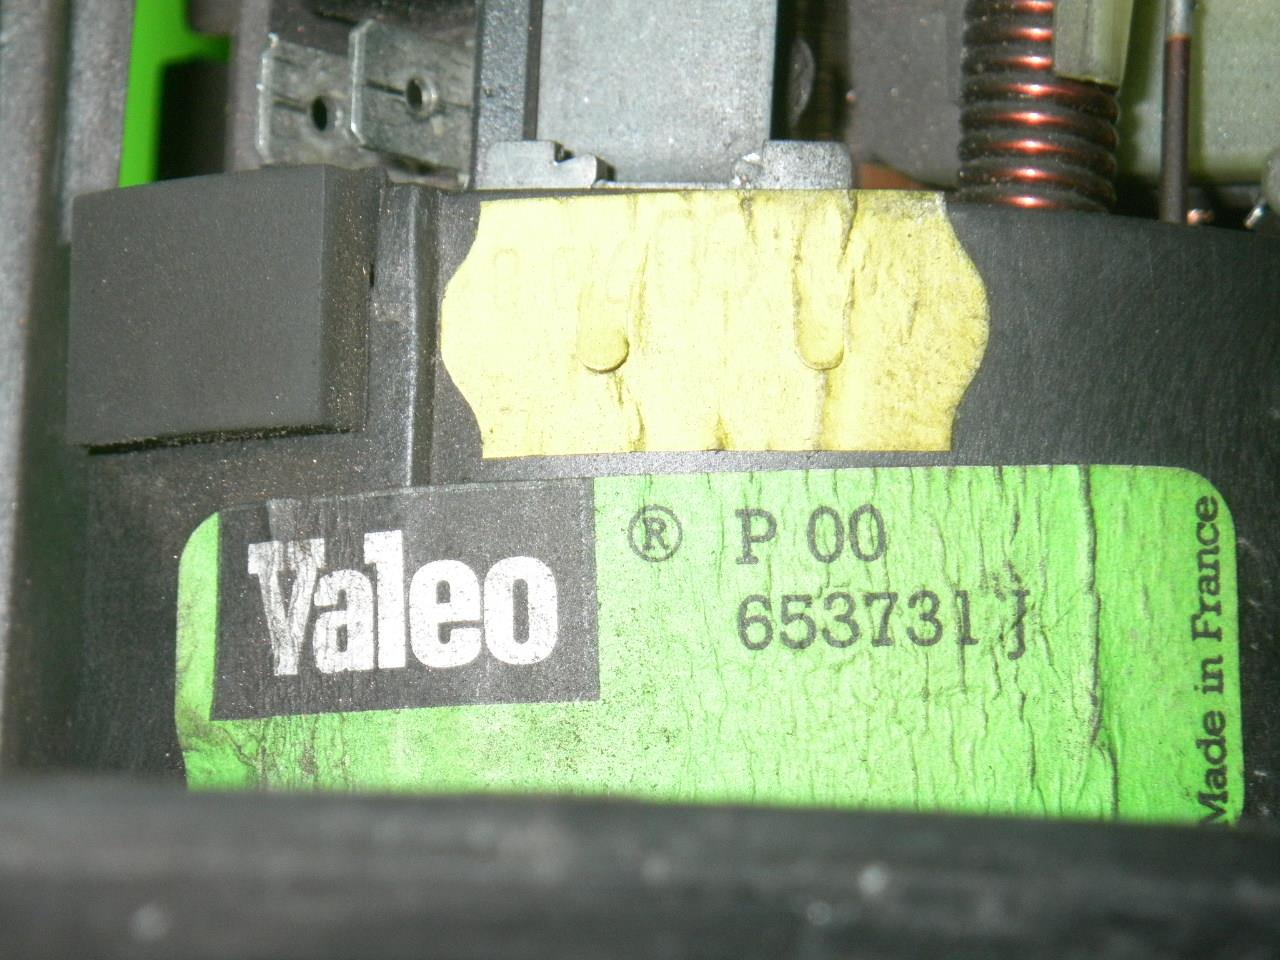 Valeo ® P 00
653731 J
Made in France